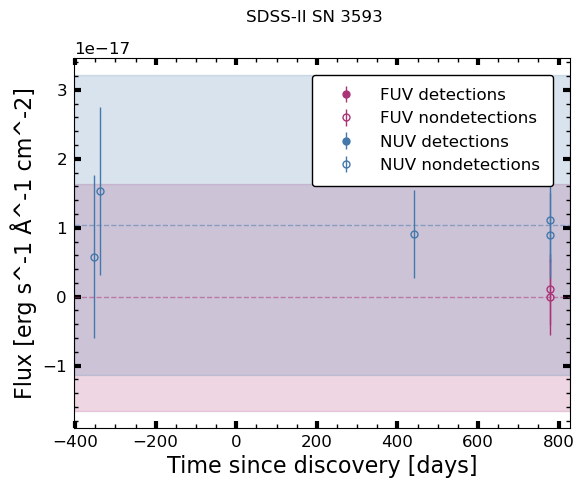 SDSS-II SN 3593
1e−17
FUV detections
FUV nondetections
NUV detections
NUV nondetections
3
2
1
0
−1
Flux [erg s^-1 Å^-1 cm^-2]
−400 −200 0 200 400 600 800
Time since discovery [days]